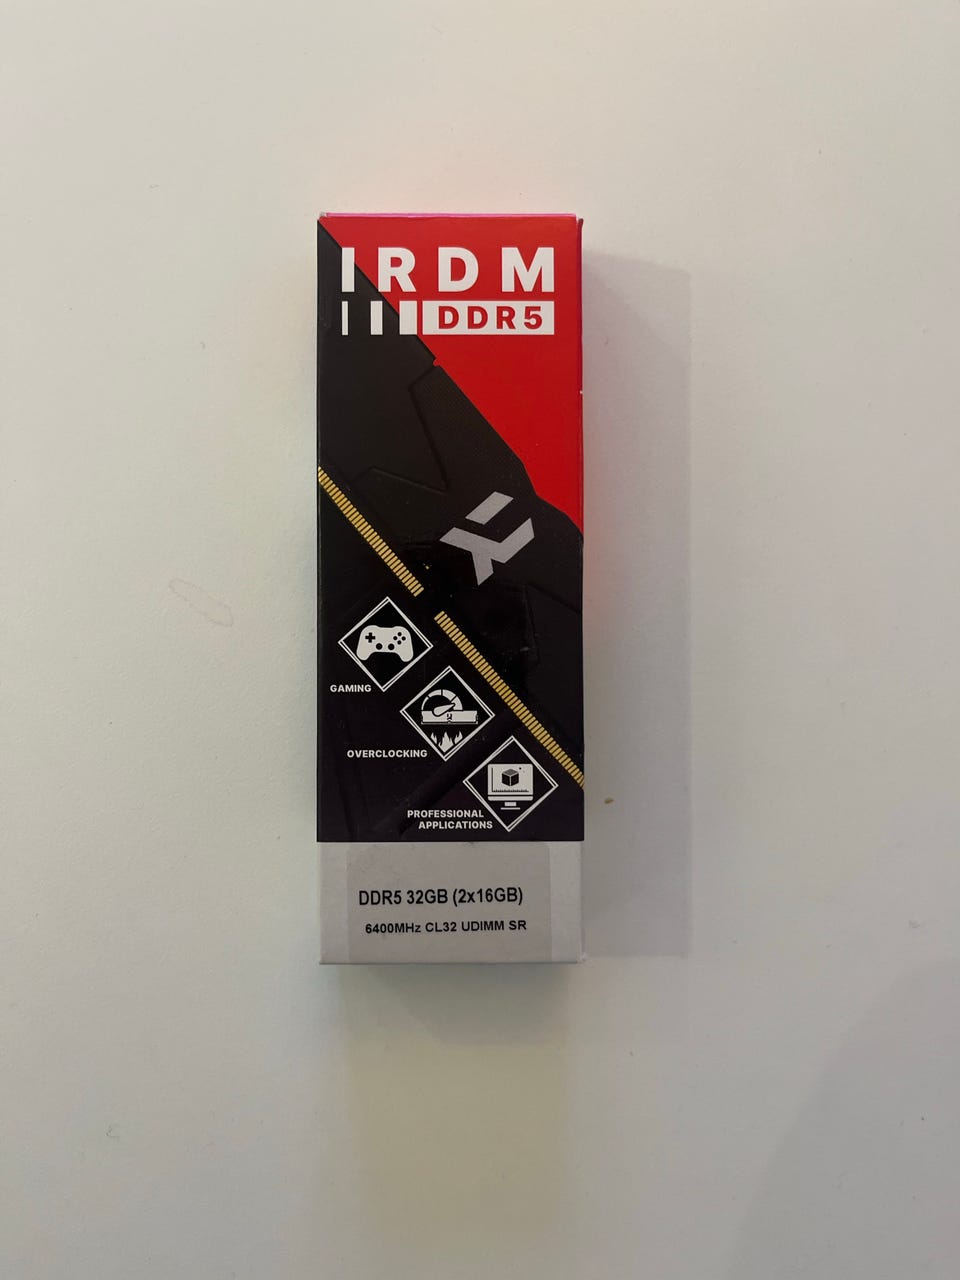 IRDM
DDR5
GAMING
OVERCLOCKING
PROFESSIONAL
APPLICATIONS
DDR5 32GB (2x16GB)
6400MHz CL32 UDIMM SR